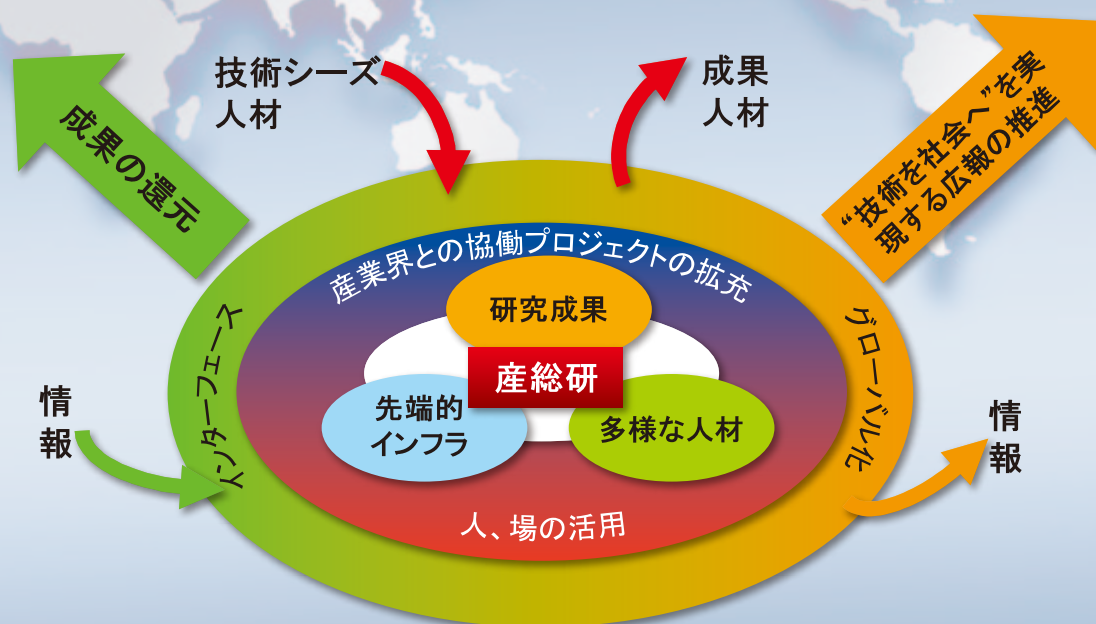 技術シーズ
人材
成果
人材
成果の還元
“技術を社会へ”を実
現する広報の推進
産業界との協働プロジェクトの拡充
研究成果
産総研
先端的
インフラ
多様な人材
インターフェース
グローバル化
情
報
情
報
人、場の活用